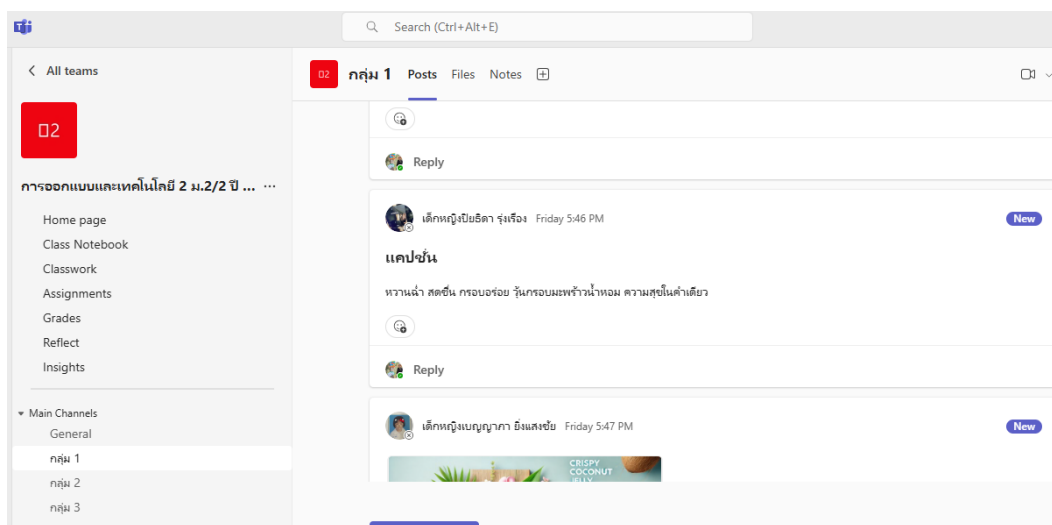 Search (Ctrl+Alt+E)
All teams
กลุ่ม 1 Posts Files Notes
2
การออกแบบและเทคโนโลยี 2 ม.2/2 ปี ... ...
Home page
Class Notebook
Classwork
Assignments
Grades
Reflect
Insights
Main Channels
General
กลุ่ม 1
กลุ่ม 2
กลุ่ม 3
Reply
เด็กหญิงปิยธิดา รุ่งเรือง Friday 5:46 PM
New
แคปชั่น
หวานฉ่ำ สดชื่น กรอบอร่อย วุ้นกรอบมะพร้าวน้ำหอม ความสุขในคำเดียว
Reply
เด็กหญิงเบญญาภา ยิ่งแสงชัย Friday 5:47 PM
New
CRISPY
COCONUT
JELLY